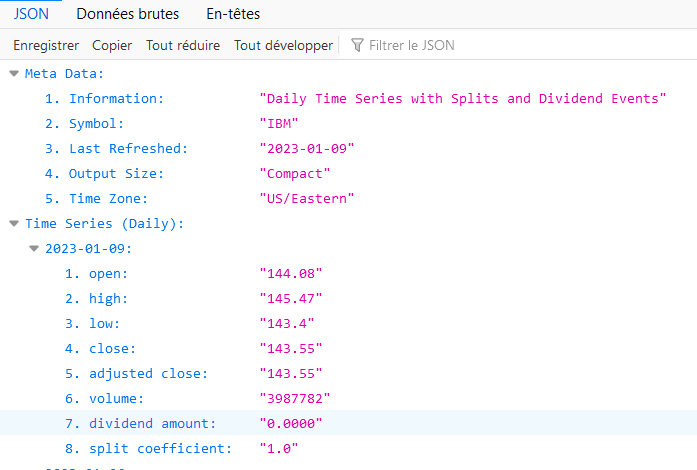 JSON Données brutes En-têtes
Enregistrer Copier Tout réduire Tout développer Filtrer le JSON
Meta Data:
1. Information: "Daily Time Series with Splits and Dividend Events"
2. Symbol: "IBM"
3. Last Refreshed: "2023-01-09"
4. Output Size: "Compact"
5. Time Zone: "US/Eastern"
Time Series (Daily):
2023-01-09:
1. open: "144.08"
2. high: "145.47"
3. low: "143.4"
4. close: "143.55"
5. adjusted close: "143.55"
6. volume: "3987782"
7. dividend amount: "0.0000"
8. split coefficient: "1.0"